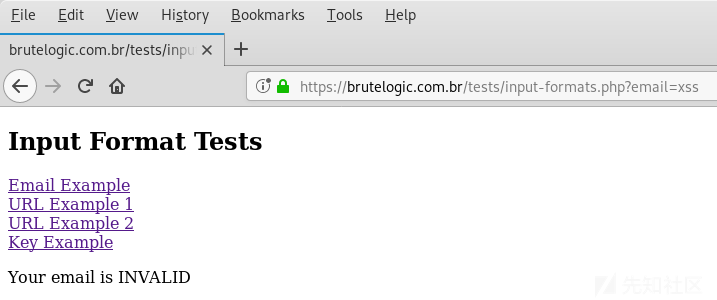 File Edit View History Bookmarks Tools Help
brutelogic.com.br/tests/inpu
https://brutelogic.com.br/tests/input-formats.php?email=xss
Input Format Tests
Email Example
URL Example 1
URL Example 2
Key Example
Your email is INVALID
先知社区